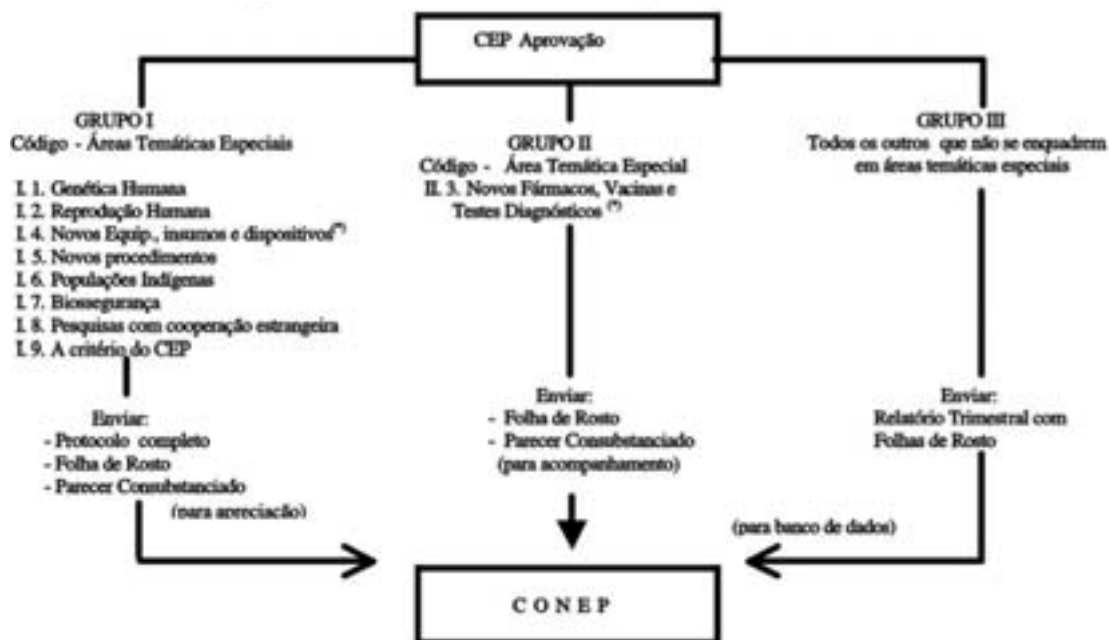 CEP Aprovação
GRUPO I
Código - Áreas Temáticas Especiais
I. 1. Genética Humana
I. 2. Reprodução Humana
I. 4. Novos Equip., insumos e dispositivos(*)
I. 5. Novos procedimentos
I. 6. Populações Indígenas
I. 7. Biossegurança
I. 8. Pesquisas com cooperação estrangeira
I. 9. A critério do CEP
Enviar:
- Protocolo completo
- Folha de Rosto
- Parecer Consubstanciado
(para apreciação)
GRUPO II
Código - Área Temática Especial
II. 3. Novos Fármacos, Vacinas e
Testes Diagnósticos (*)
Enviar:
- Folha de Rosto
- Parecer Consubstanciado
(para acompanhamento)
GRUPO III
Todos os outros que não se enquadrem
em áreas temáticas especiais
Enviar:
Relatório Trimestral com
Folhas de Rosto
(para banco de dados)
C O N E P